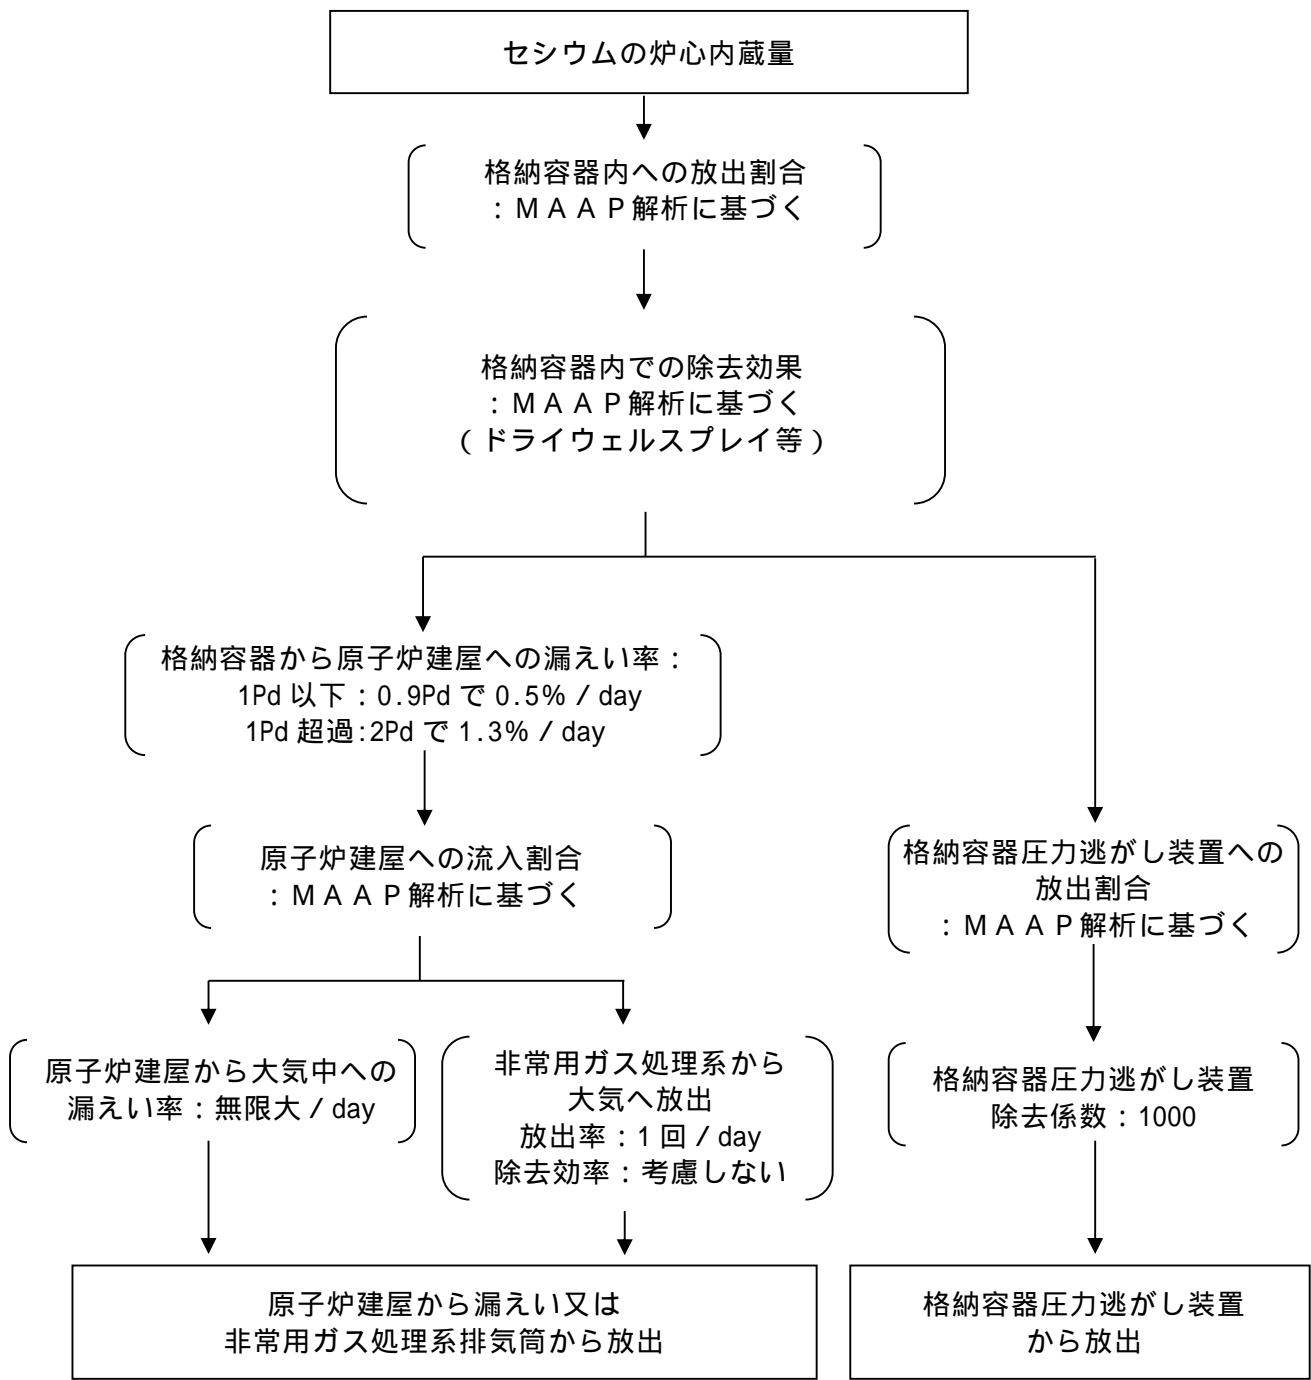 セシウムの炉心内蔵量
格納容器内への放出割合
：ＭＡＡＰ解析に基づく
格納容器内での除去効果
：ＭＡＡＰ解析に基づく
（ドライウェルスプレイ等）
格納容器から原子炉建屋への漏えい率：
1Pd 以下：0.9Pd で 0.5%／day
1Pd 超過:2Pd で 1.3%／day
原子炉建屋への流入割合
：ＭＡＡＰ解析に基づく
格納容器圧力逃がし装置への
放出割合
：ＭＡＡＰ解析に基づく
原子炉建屋から大気中への
漏えい率：無限大／day
非常用ガス処理系から
大気へ放出
放出率：1 回／day
除去効率：考慮しない
格納容器圧力逃がし装置
除去係数：1000
原子炉建屋から漏えい又は
非常用ガス処理系排気筒から放出
格納容器圧力逃がし装置
から放出